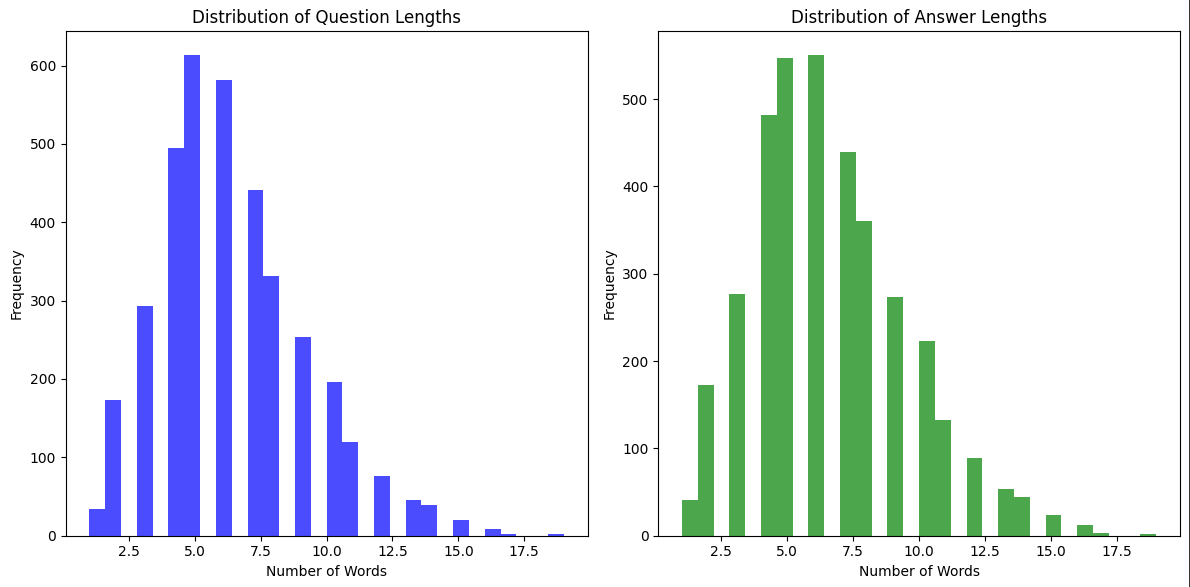 Distribution of Question Lengths
Frequency
600
500
400
300
200
100
0
2.5 5.0 7.5 10.0 12.5 15.0 17.5
Number of Words
Distribution of Answer Lengths
Frequency
500
400
300
200
100
0
2.5 5.0 7.5 10.0 12.5 15.0 17.5
Number of Words